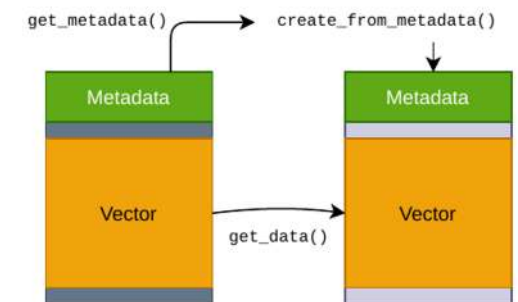 get_metadata()
create_from_metadata()
Metadata
Metadata
Vector
Vector
get_data()